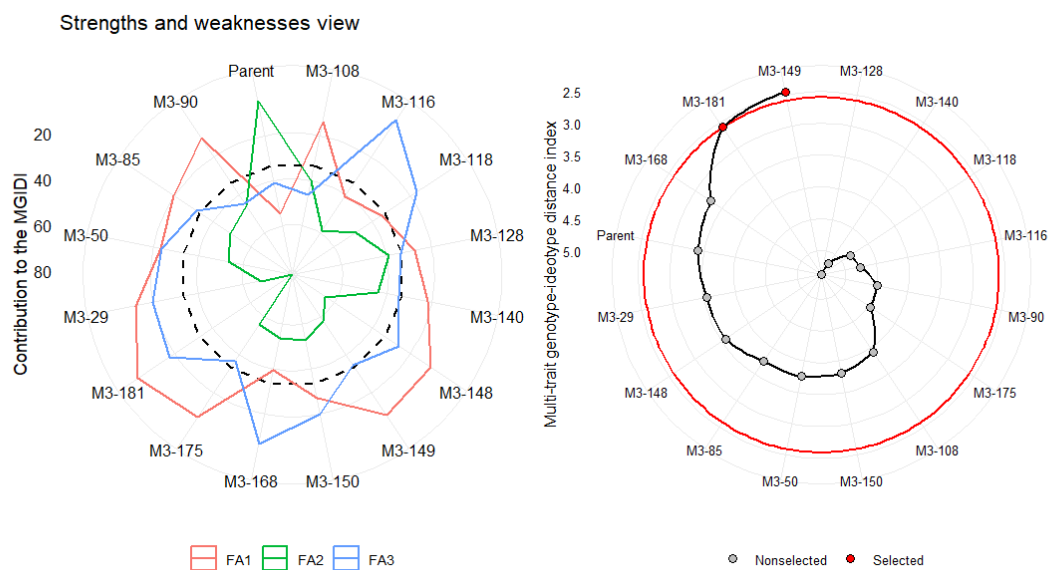 Strengths and weaknesses view
Parent
M3-108
M3-116
M3-118
M3-128
M3-140
M3-148
M3-149
M3-150
M3-168
M3-175
M3-181
M3-29
M3-50
M3-85
M3-90
20
40
60
80
Contribution to the MGIDI
FA1
FA2
FA3
M3-149
M3-128
M3-140
M3-118
M3-116
M3-90
M3-175
M3-108
M3-150
M3-50
M3-85
M3-148
M3-29
Parent
M3-168
M3-181
2.5
3.0
3.5
4.0
4.5
5.0
Multi-trait genotype-ideotype distance index
Nonselected
Selected